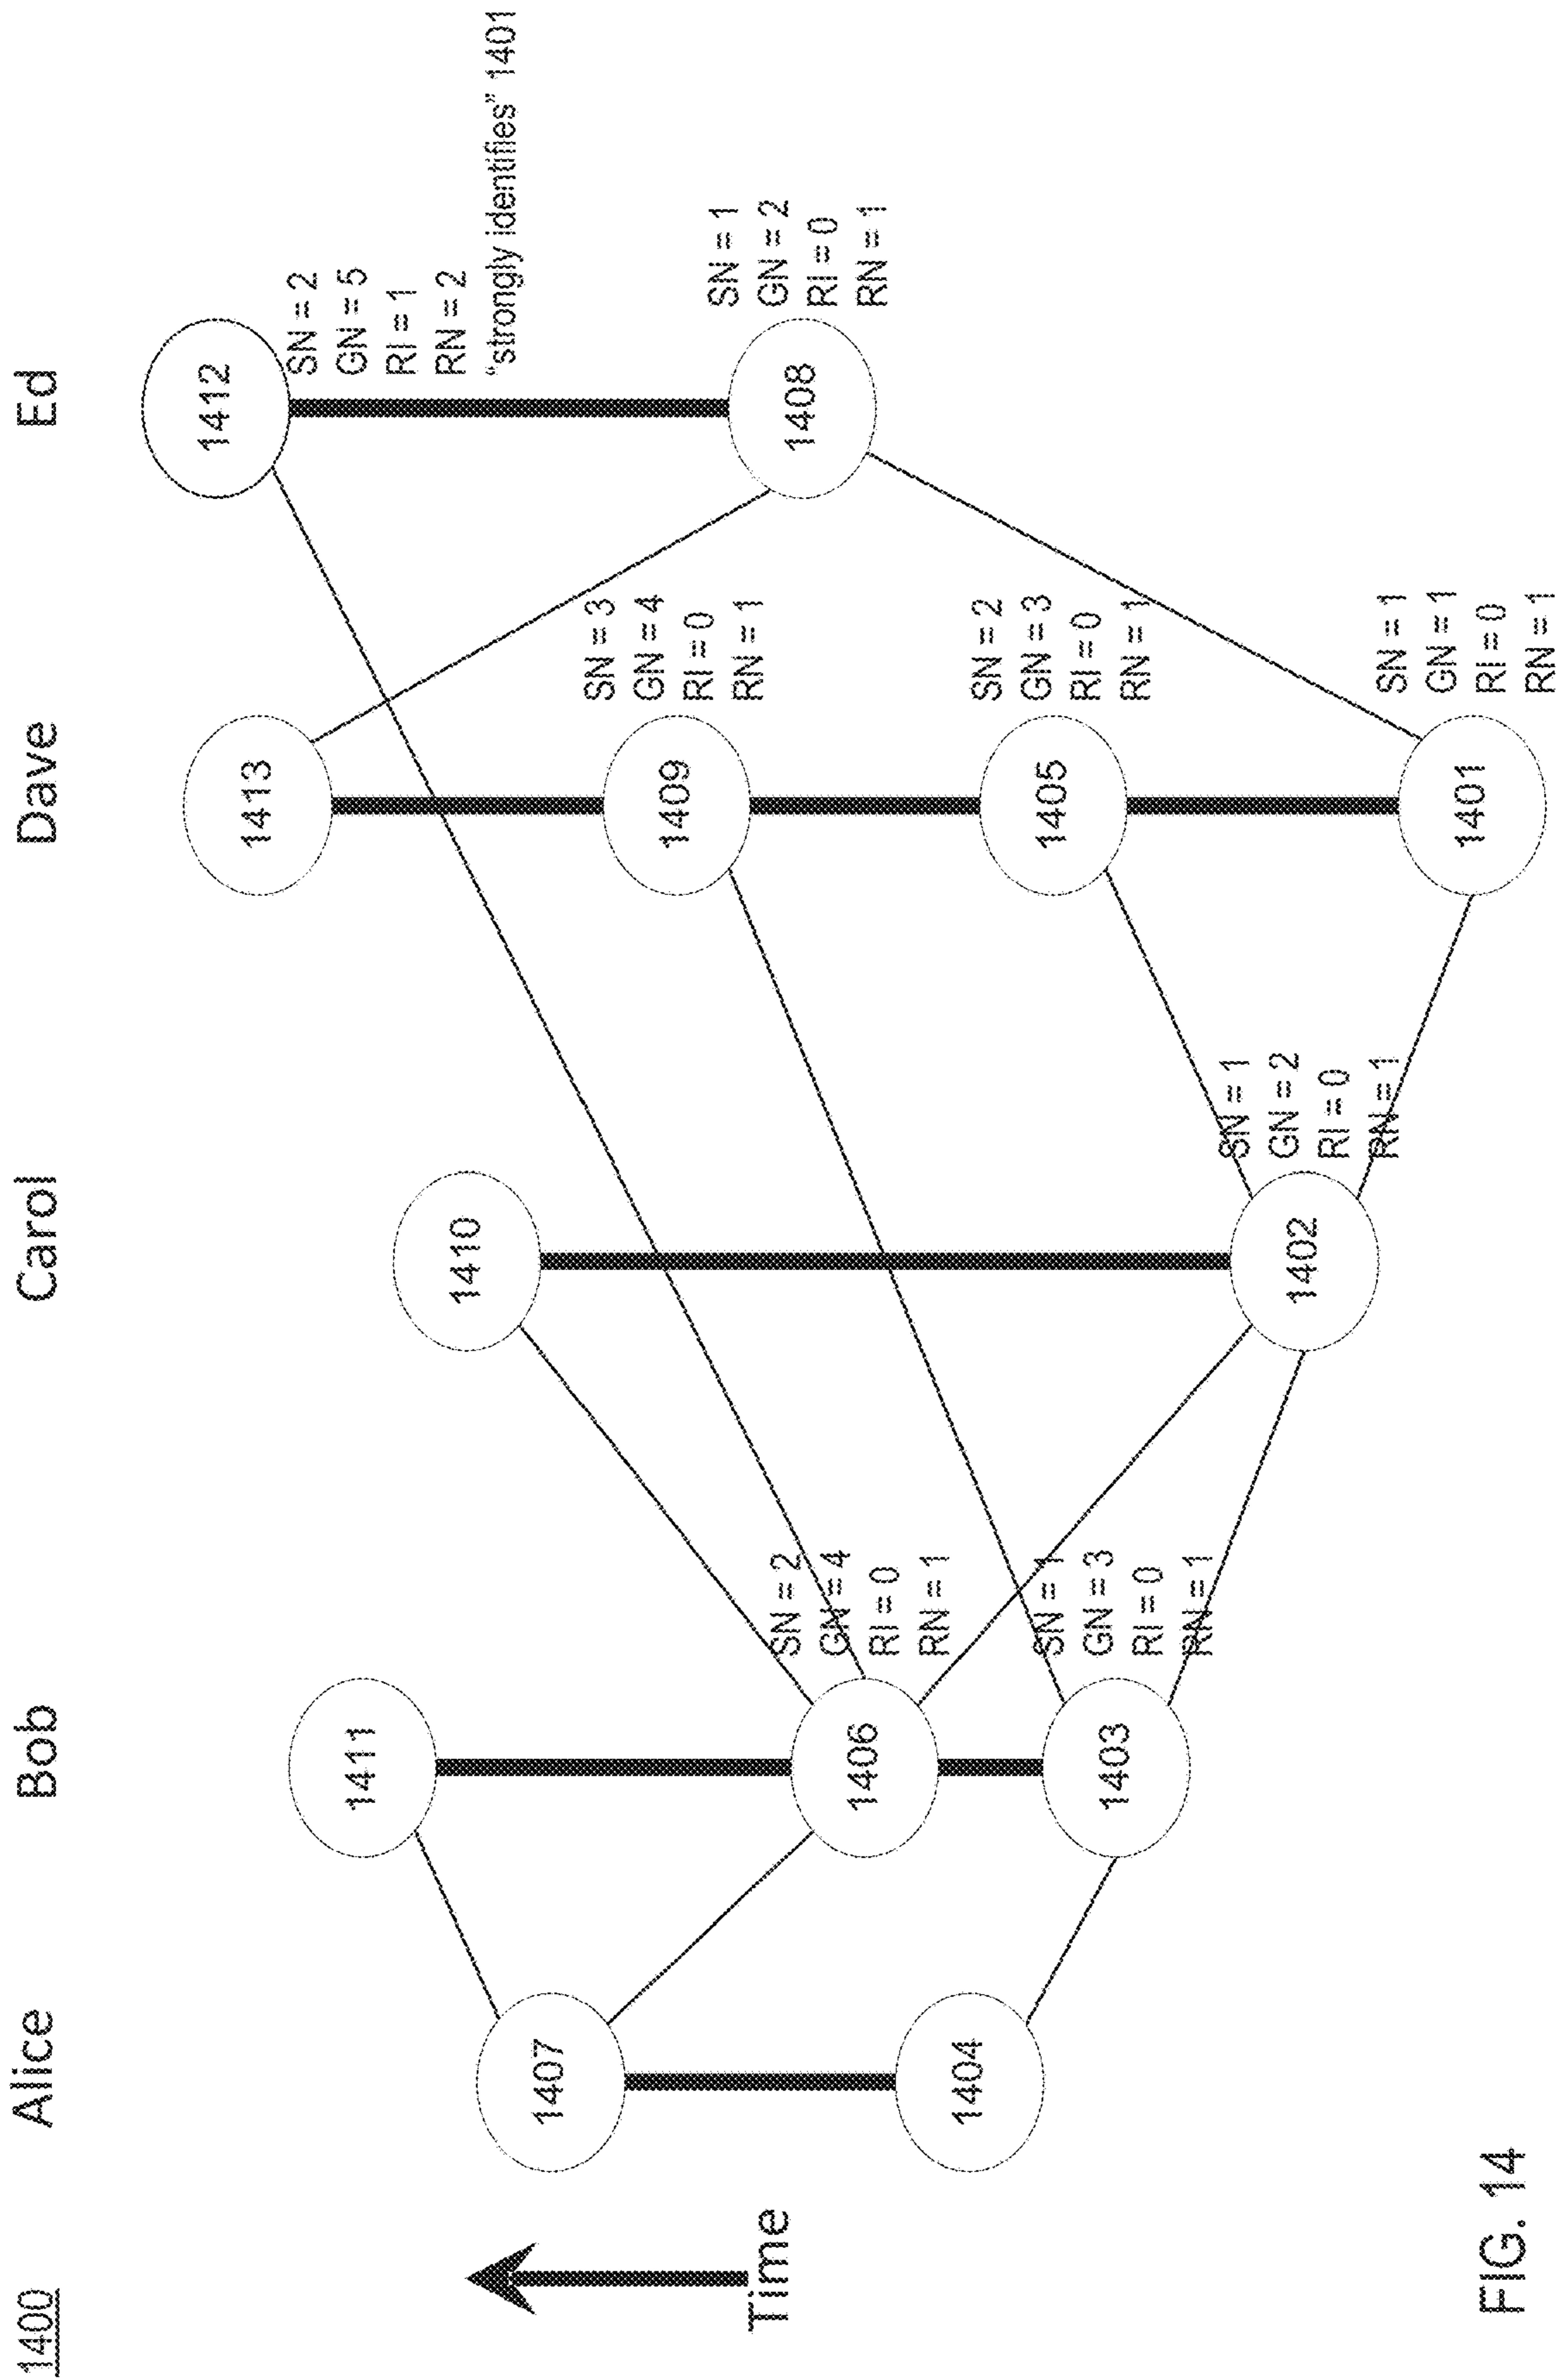 1400
Alice
Bob
Carol
Dave
Ed
1412
SN = 2
GN = 5
RI = 1
RN = 2
"strongly identifies" 1401
1413
1411
1410
1407
1409
SN = 3
GN = 4
RI = 0
RN = 1
1408
SN = 1
GN = 2
RI = 0
RN = 1
1406
SN = 2
GN = 4
RI = 0
RN = 1
1404
1405
SN = 2
GN = 3
RI = 0
RN = 1
1403
SN = 1
GN = 3
RI = 0
RN = 1
1402
SN = 1
GN = 2
RI = 0
RN = 1
1401
SN = 1
GN = 1
RI = 0
RN = 1
Time
FIG. 14